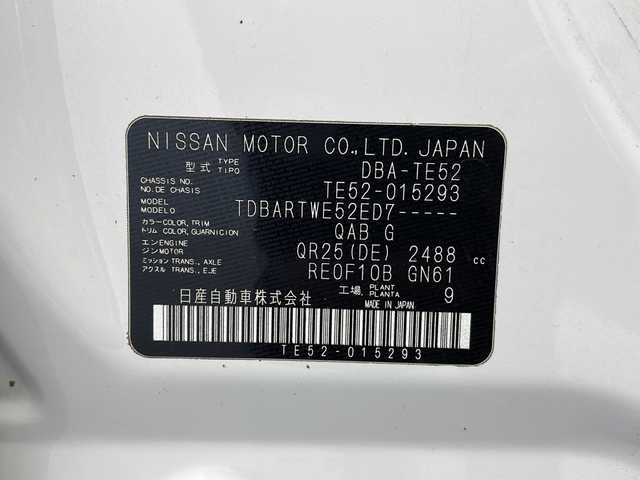 NISSAN MOTOR CO.,LTD. JAPAN
型式 TYPE TIPO DBA-TE52
CHASSIS NO. NO. DE CHASSIS TE52-015293
MODEL MODELO TDBARTWE52ED7-----
カラー COLOR, TRIM トリム COLOR, GUARNICION QAB G
エンジン ENGINE MOTOR QR25(DE) 2488 cc
ミッション TRANS., AXLE アクスル TRANS., EJE RE0F10B GN61
工場 PLANT PLANTA 9
日産自動車株式会社 MADE IN JAPAN
TE52-015293